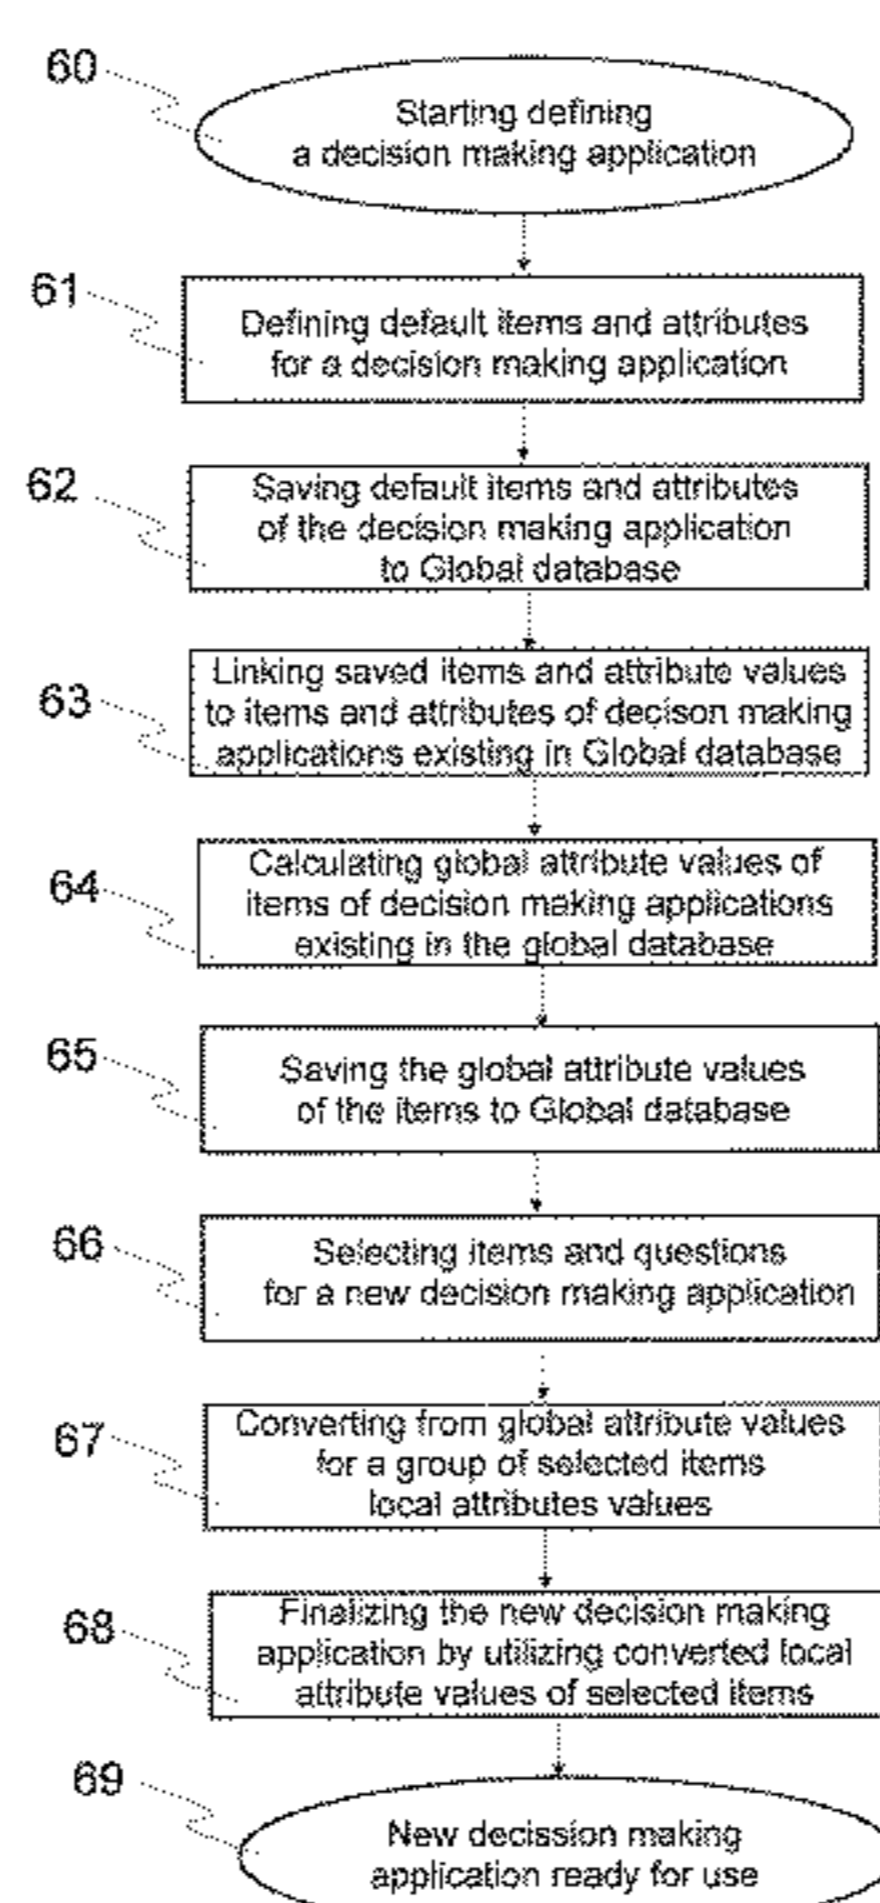 60
Starting defining
a decision making application
61
Defining default items and attributes
for a decision making application
62
Saving default items and attributes
of the decision making application
to Global database
63
Linking saved items and attribute values
to items and attributes of decison making
applications existing in Global database
64
Calculating global attribute values of
items of decision making applications
existing in the global database
65
Saving the global attribute values
of the items to Global database
66
Selecting items and questions
for a new decision making application
67
Converting from global attribute values
for a group of selected items
local attributes values
68
Finalizing the new decision making
application by utilizing converted local
attribute values of selected items
69
New decission making
application ready for use